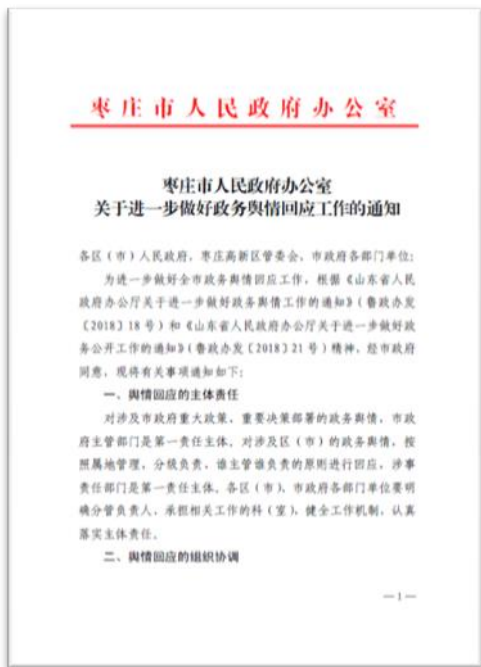 枣庄市人民政府办公室
枣庄市人民政府办公室
关于进一步做好政务舆情回应工作的通知
各区（市）人民政府，枣庄高新区管委会，市政府各部门单位：
为进一步做好全市政务舆情回应工作，根据《山东省人民
政府办公厅关于进一步做好政务舆情工作的通知》（鲁政办发
〔2018〕18号）和《山东省人民政府办公厅关于进一步做好政
务公开工作的通知》（鲁政办发〔2018〕21号）精神，经市政府
同意，现将有关事项通知如下：
一、舆情回应的主体责任
对涉及市政府重大政策、重要决策部署的政务舆情，市政
府主管部门是第一责任主体。对涉及区（市）的政务舆情，按
照属地管理、分级负责、谁主管谁负责的原则进行回应，涉事
责任部门是第一责任主体。各区（市）、市政府各部门单位要明
确分管负责人，承担相关工作的科（室），健全工作机制，认真
落实主体责任。
二、舆情回应的组织协调
—1—